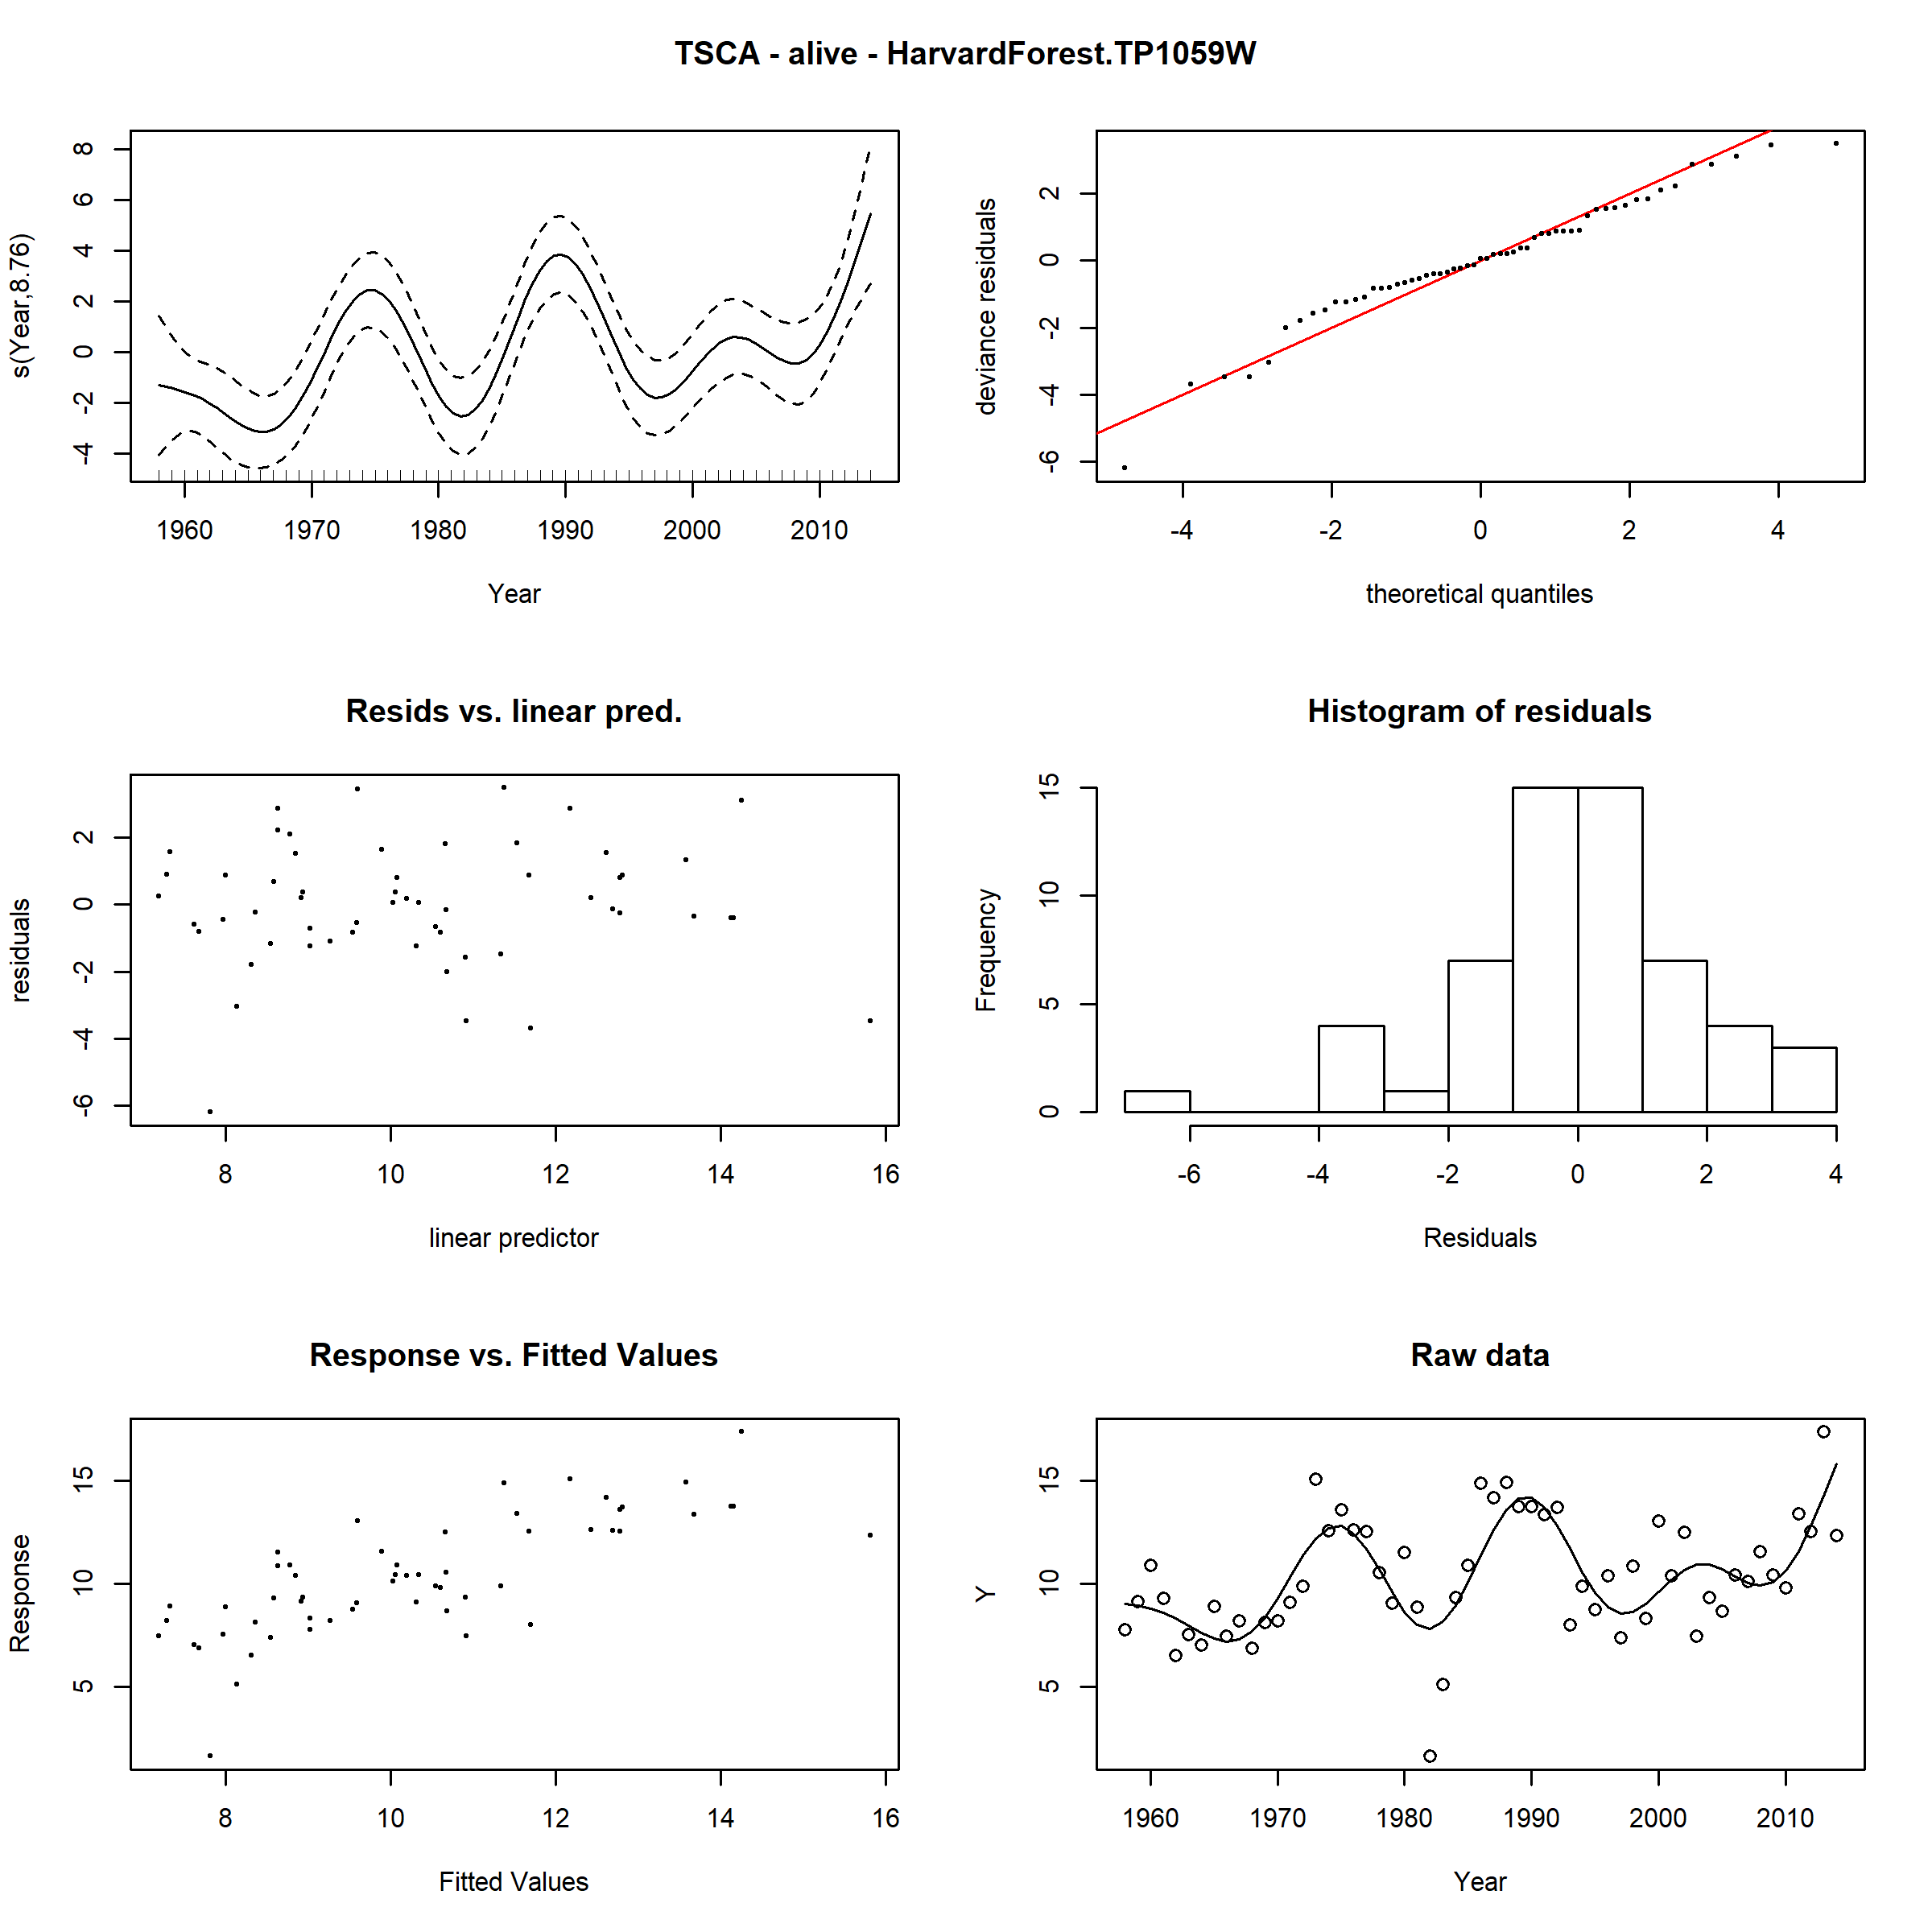 TSCA - alive - HarvardForest.TP1059W
s(Year,8.76)
8
6
4
2
0
-2
-4
1960 1970 1980 1990 2000 2010
Year
deviance residuals
2
0
-2
-4
-6
-4 -2 0 2 4
theoretical quantiles
Resids vs. linear pred.
residuals
2
0
-2
-4
-6
8 10 12 14 16
linear predictor
Histogram of residuals
Frequency
15
10
5
0
-6 -4 -2 0 2 4
Residuals
Response vs. Fitted Values
Response
15
10
5
8 10 12 14 16
Fitted Values
Raw data
Y
15
10
5
1960 1970 1980 1990 2000 2010
Year